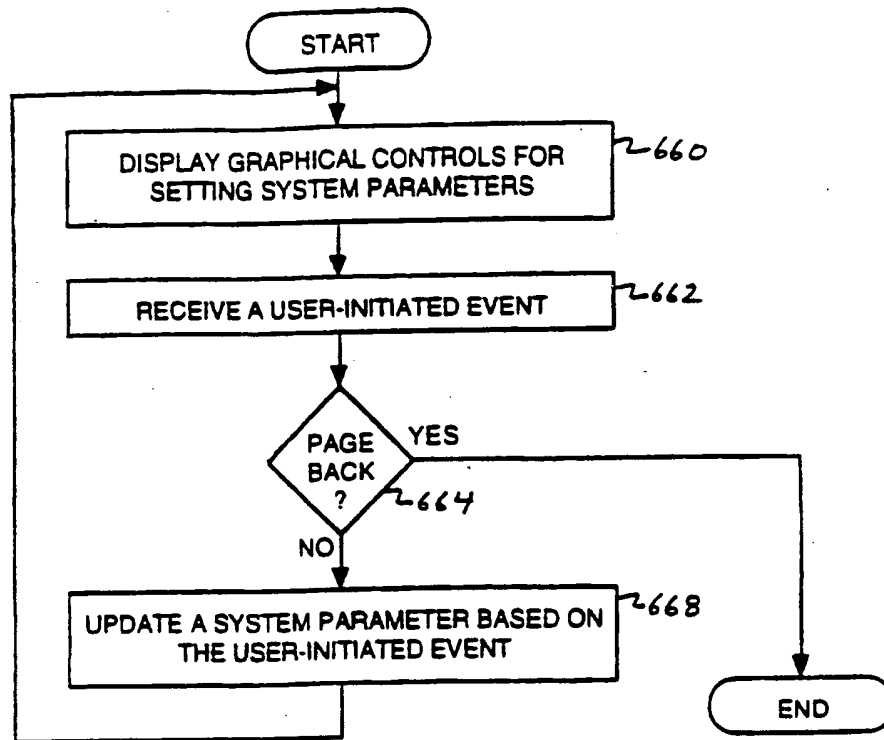 START
DISPLAY GRAPHICAL CONTROLS FOR
SETTING SYSTEM PARAMETERS
660
RECEIVE A USER-INITIATED EVENT
662
PAGE
BACK
?
YES
664
NO
UPDATE A SYSTEM PARAMETER BASED ON
THE USER-INITIATED EVENT
668
END